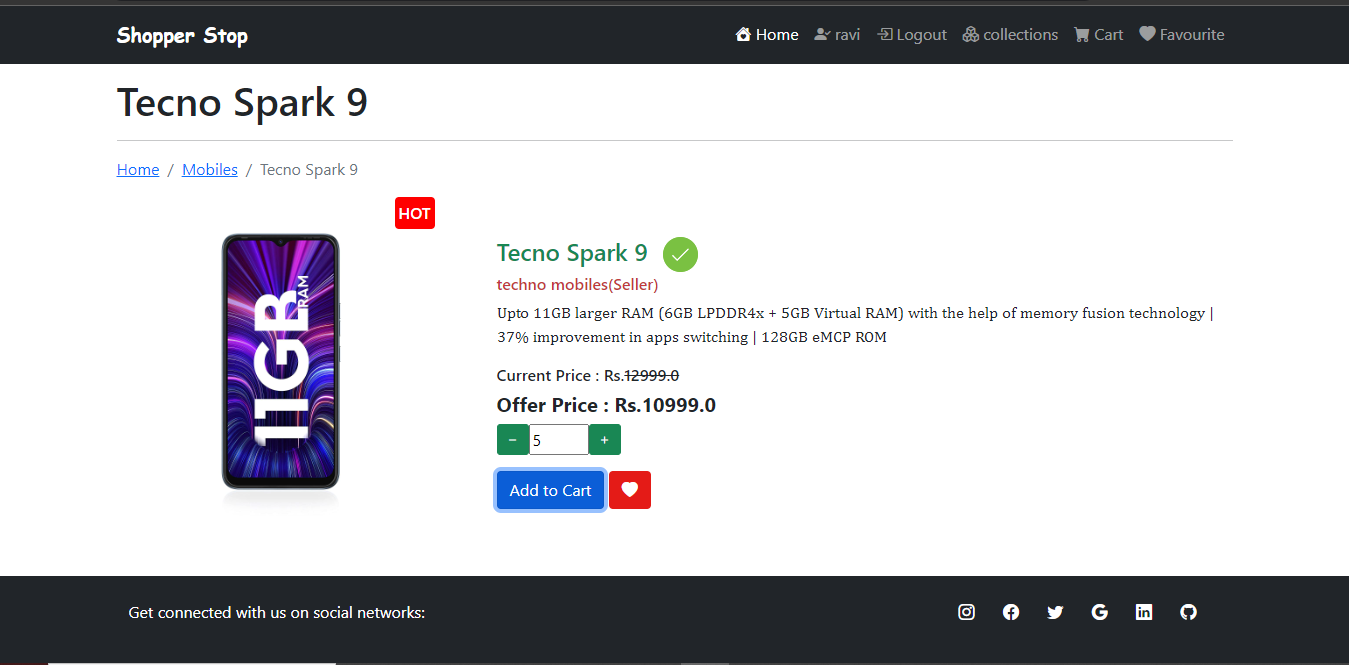 Shopper Stop
Home ravi Logout collections Cart Favourite
Tecno Spark 9
Home / Mobiles / Tecno Spark 9
HOT
11GB RAM
Tecno Spark 9
techno mobiles(Seller)
Upto 11GB larger RAM (6GB LPDDR4x + 5GB Virtual RAM) with the help of memory fusion technology |
37% improvement in apps switching | 128GB eMCP ROM
Current Price : Rs.12999.0
Offer Price : Rs.10999.0
− 5 +
Add to Cart
Get connected with us on social networks: